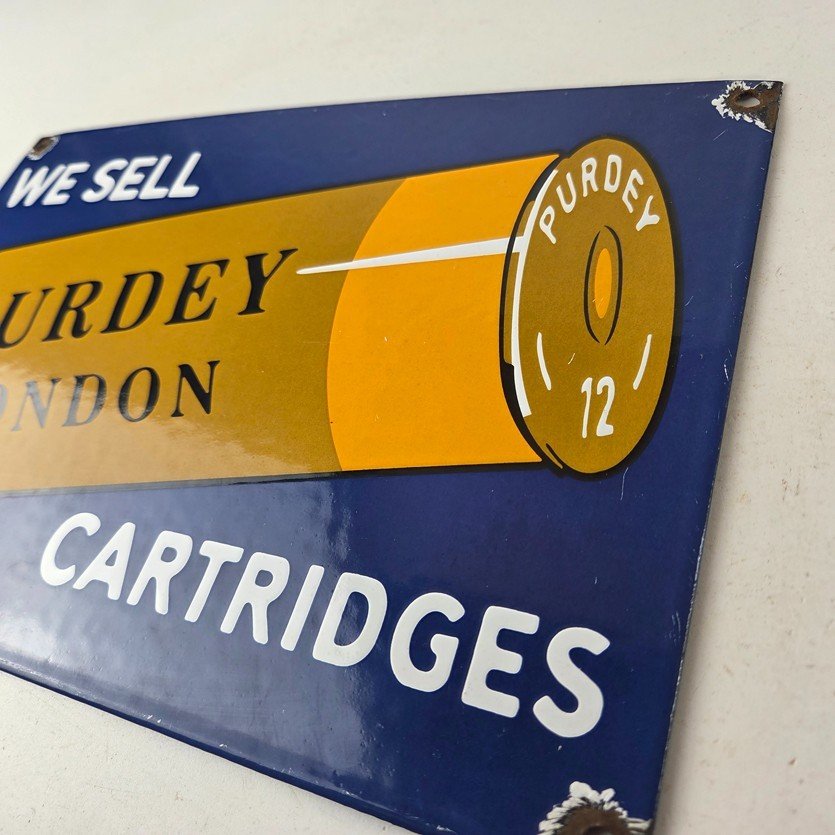 WE SELL
URDEY
NDON
PURDEY
12
CARTRIDGES